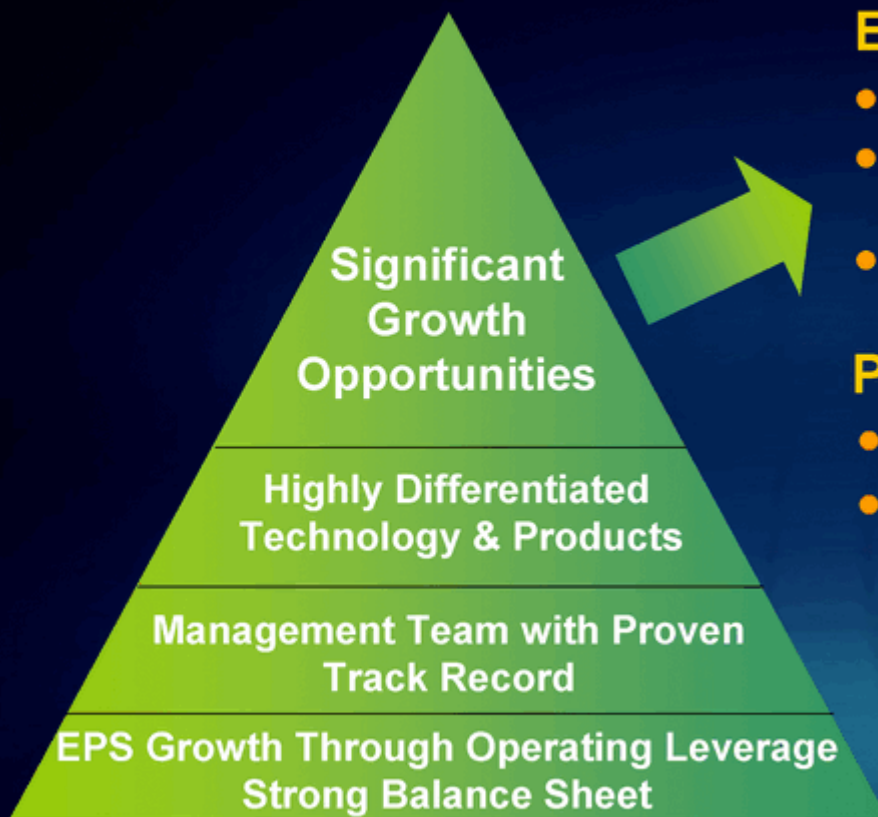 Significant
Growth
Opportunities
Highly Differentiated
Technology & Products
Management Team with Proven
Track Record
EPS Growth Through Operating Leverage
Strong Balance Sheet